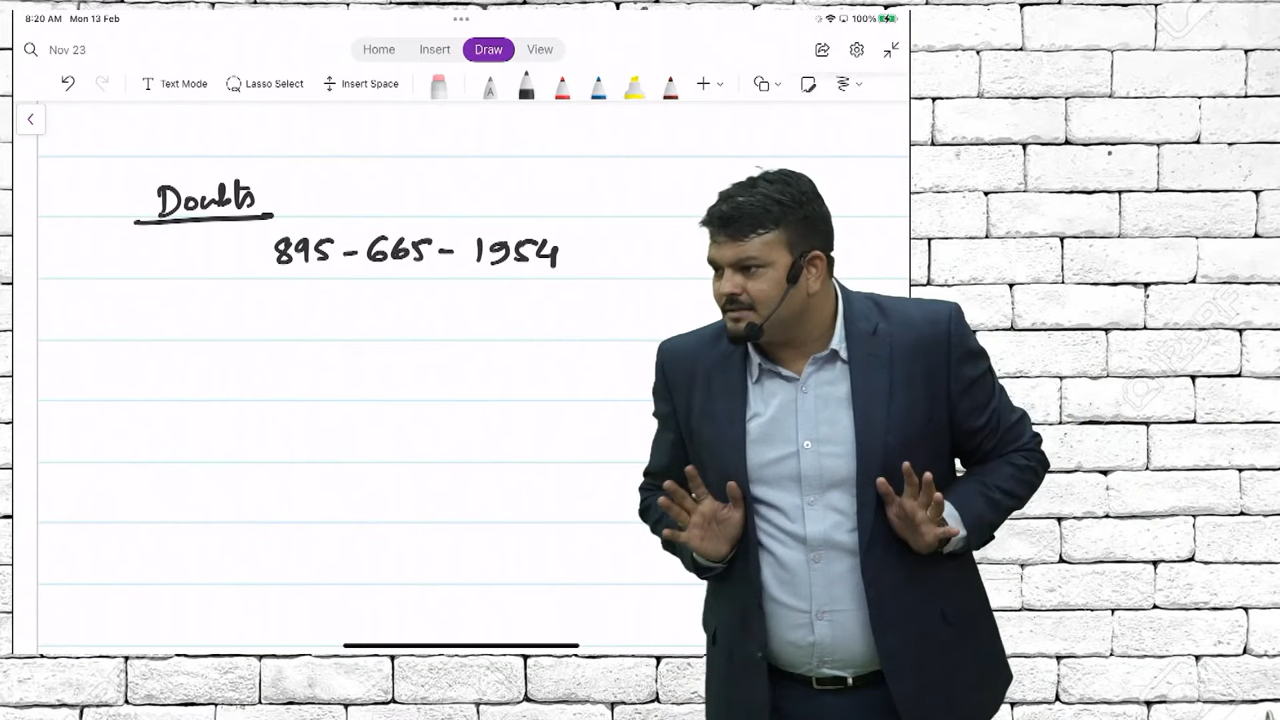 8:20 AM Mon 13 Feb
100%
Nov 23
Home Insert Draw View
Text Mode Lasso Select Insert Space
A
Doubts
895-665-1954